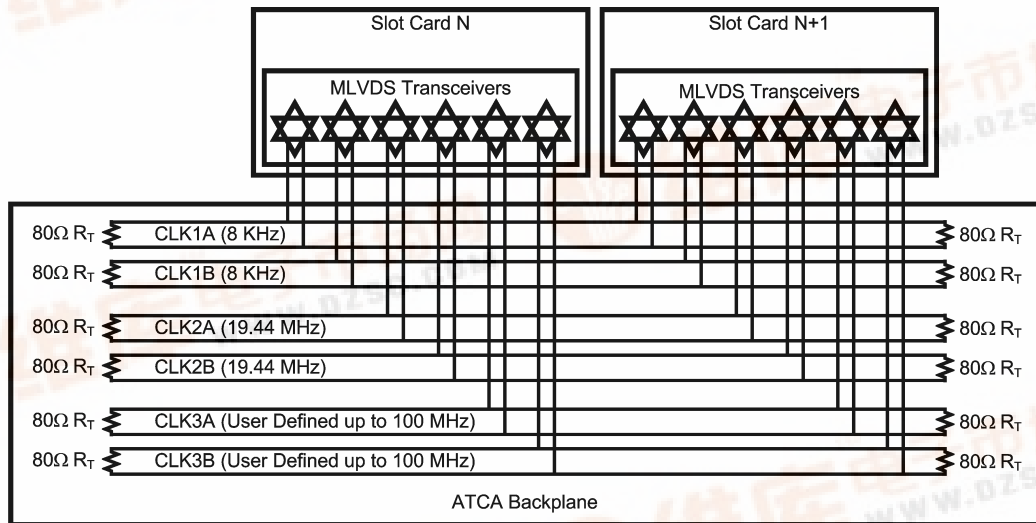 Slot Card N
Slot Card N+1
MLVDS Transceivers
MLVDS Transceivers
80Ω RT
CLK1A (8 KHz)
80Ω RT
80Ω RT
CLK1B (8 KHz)
80Ω RT
80Ω RT
CLK2A (19.44 MHz)
80Ω RT
80Ω RT
CLK2B (19.44 MHz)
80Ω RT
80Ω RT
CLK3A (User Defined up to 100 MHz)
80Ω RT
80Ω RT
CLK3B (User Defined up to 100 MHz)
80Ω RT
ATCA Backplane